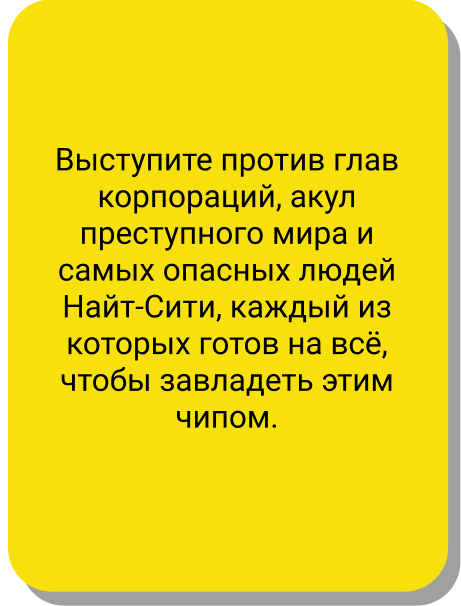 Выступите против глав
корпораций, акул
преступного мира и
самых опасных людей
Найт-Сити, каждый из
которых готов на всё,
чтобы завладеть этим
чипом.